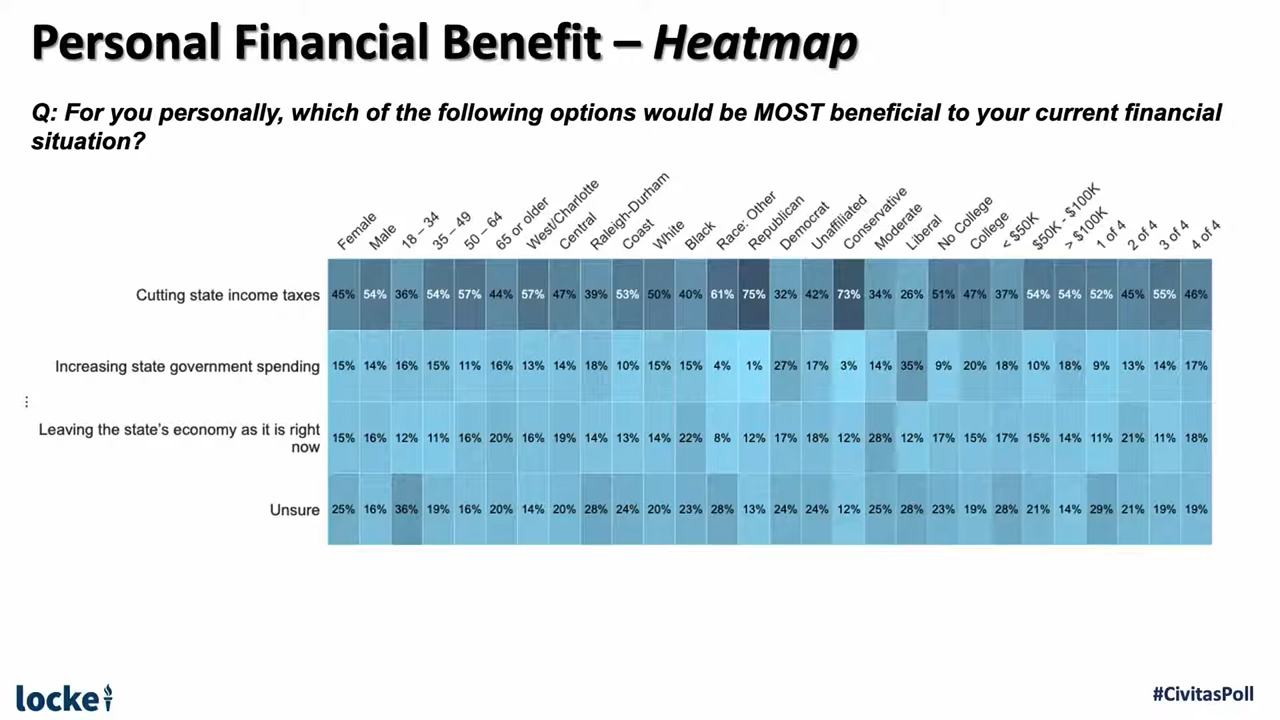 Personal Financial Benefit – Heatmap
Q: For you personally, which of the following options would be MOST beneficial to your current financial
situation?
Female Male 18 – 34 35 – 49 50 – 64 65 or older West/Charlotte Central Raleigh-Durham Coast White Black Race: Other Republican Democrat Unaffiliated Conservative Moderate Liberal No College College < $50K $50K - $100K > $100K 1 of 4 2 of 4 3 of 4 4 of 4
Cutting state income taxes 45% 54% 36% 54% 57% 44% 57% 47% 39% 53% 50% 40% 61% 75% 32% 42% 73% 34% 26% 51% 47% 37% 54% 54% 52% 45% 55% 46%
Increasing state government spending 15% 14% 16% 15% 11% 16% 13% 14% 18% 10% 15% 15% 4% 1% 27% 17% 3% 14% 35% 9% 20% 18% 10% 18% 9% 13% 14% 17%
Leaving the state's economy as it is right
now 15% 16% 12% 11% 16% 20% 16% 19% 14% 13% 14% 22% 8% 12% 17% 18% 12% 28% 12% 17% 15% 17% 15% 14% 11% 21% 11% 18%
Unsure 25% 16% 36% 19% 16% 20% 14% 20% 28% 24% 20% 23% 28% 13% 24% 24% 12% 25% 28% 23% 19% 28% 21% 14% 29% 21% 19% 19%
locke
#CivitasPoll